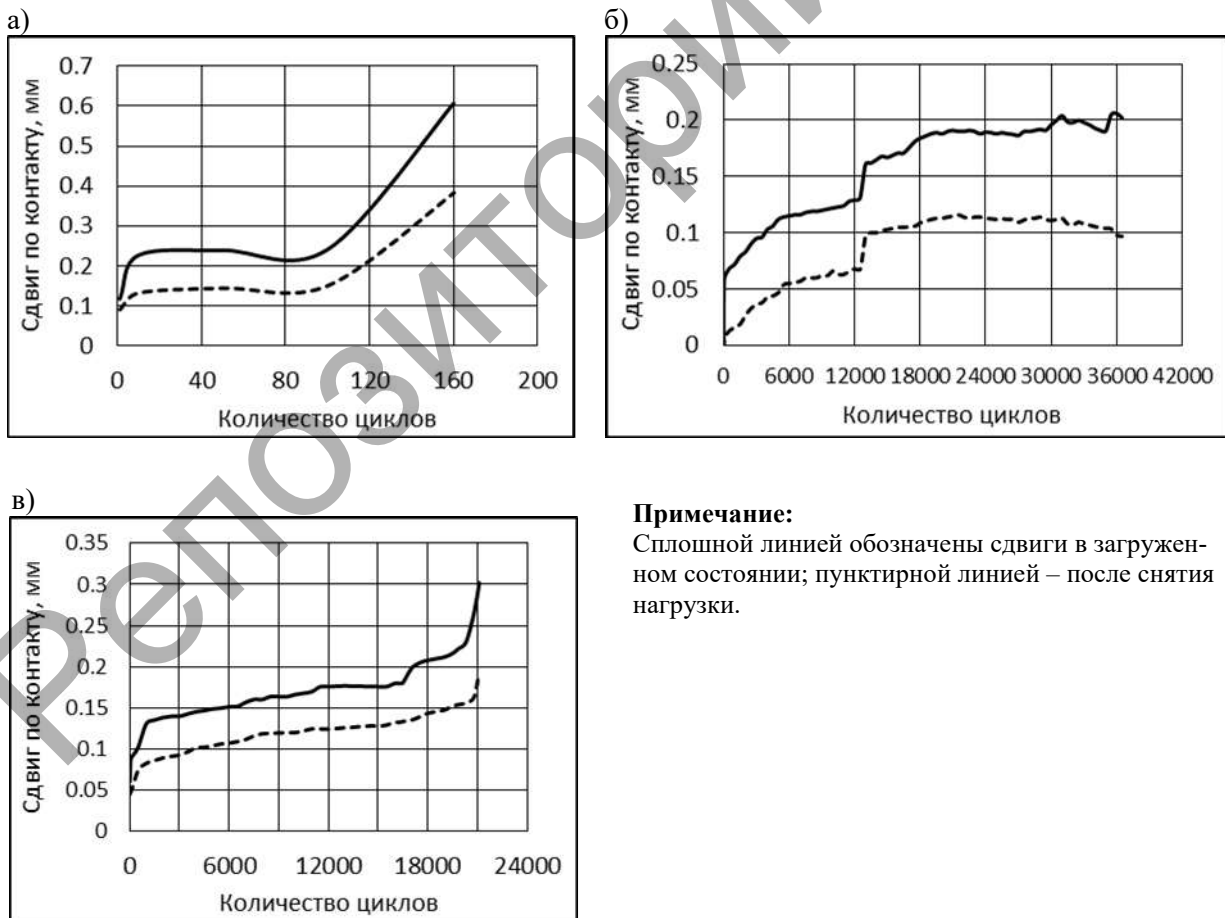 а)
0.7
0.6
0.5
0.4
0.3
0.2
0.1
0
Сдвиг по контакту, мм
0 40 80 120 160 200
Количество циклов
б)
0.25
0.2
0.15
0.1
0.05
0
Сдвиг по контакту, мм
0 6000 12000 18000 24000 30000 36000 42000
Количество циклов
в)
0.35
0.3
0.25
0.2
0.15
0.1
0.05
0
Сдвиг по контакту, мм
0 6000 12000 18000 24000
Количество циклов
Примечание:
Сплошной линией обозначены сдвиги в загружен-
ном состоянии; пунктирной линией – после снятия
нагрузки.
Репозитори